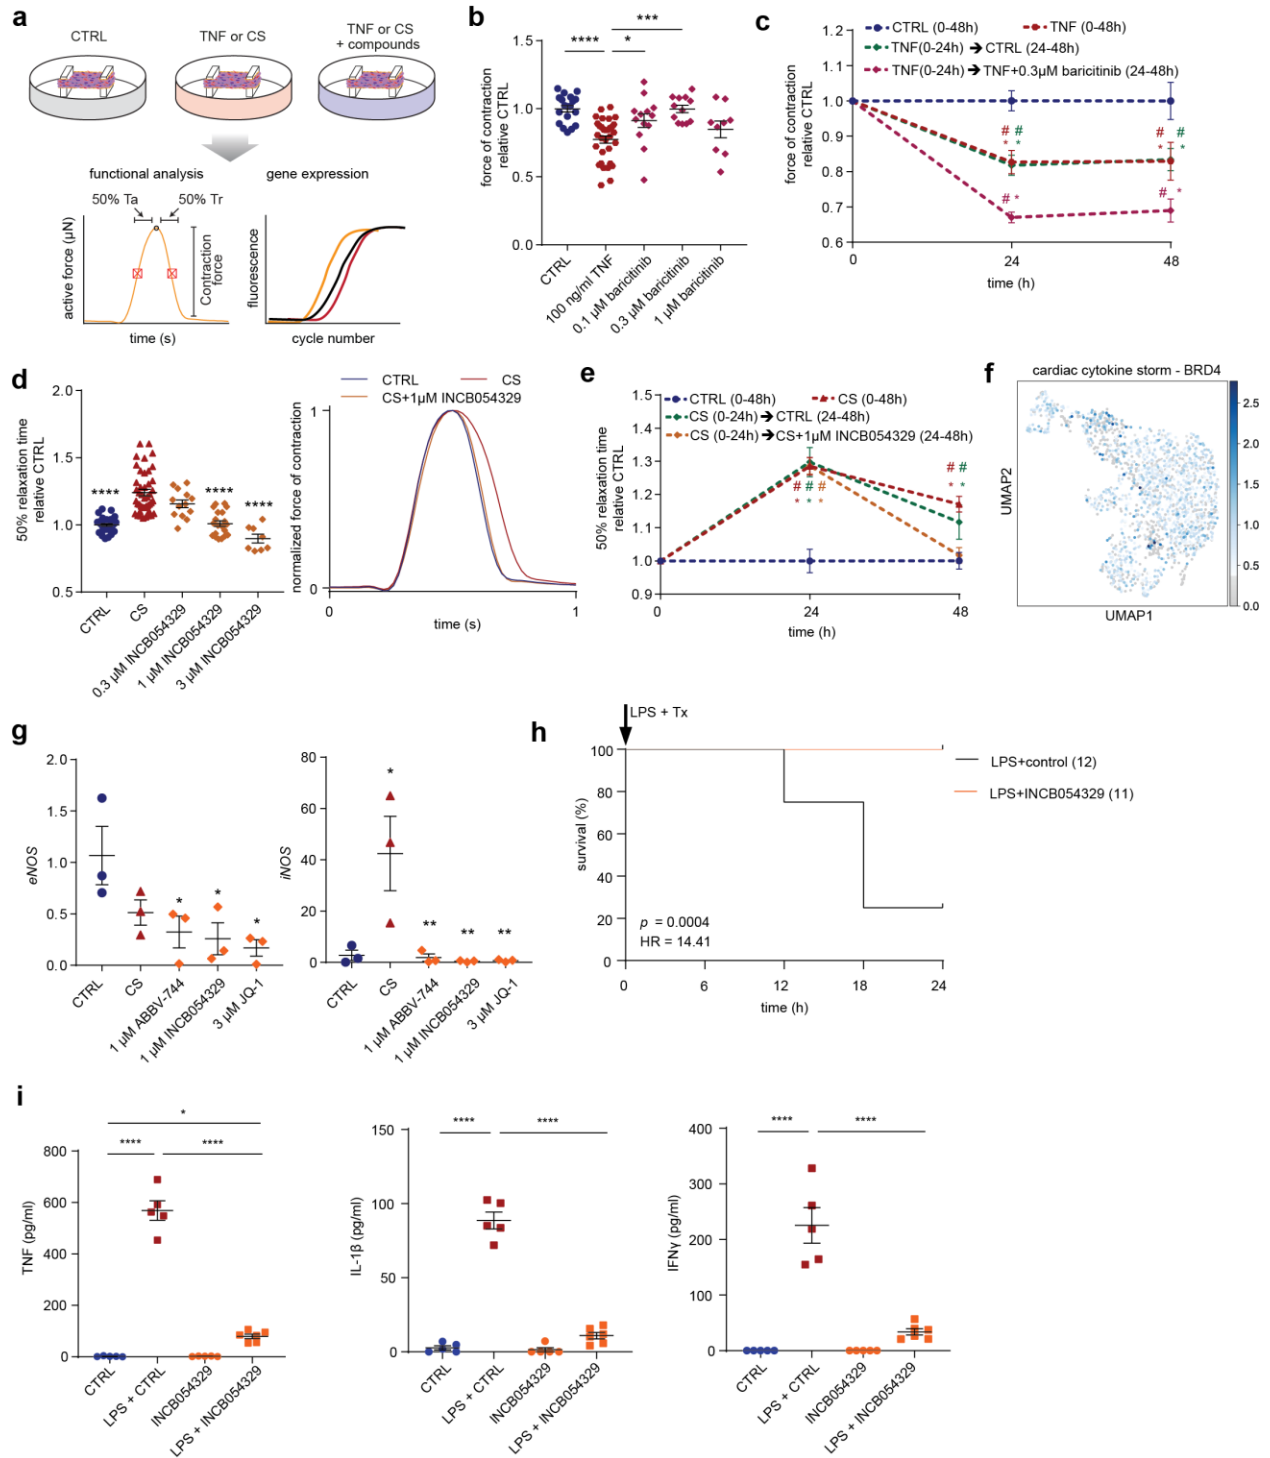 a
CTRL
TNF or CS
TNF or CS
+ compounds
functional analysis
gene expression
50% Ta
50% Tr
active force (µN)
Contraction
force
time (s)
fluorescence
cycle number
b
force of contraction
relative CTRL
1.5
1.0
0.5
0.0
****
*
***
CTRL
100 ng/ml TNF
0.1 µM baricitinib
0.3 µM baricitinib
1 µM baricitinib
c
CTRL (0-48h)
TNF (0-48h)
TNF(0-24h) ➔ CTRL (24-48h)
TNF(0-24h) ➔ TNF+0.3µM baricitinib (24-48h)
force of contraction
relative CTRL
1.2
1.1
1.0
0.9
0.8
0.7
0.6
# #
* *
# *
# #
* *
# *
0
24
48
time (h)
d
50% relaxation time
relative CTRL
2.0
1.5
1.0
0.5
****
****
****
CTRL
CS
0.3 µM INCB054329
1 µM INCB054329
3 µM INCB054329
CTRL
CS
CS+1µM INCB054329
normalized force of contraction
1
0
0
1
time (s)
e
CTRL (0-48h)
CS (0-48h)
CS (0-24h) ➔ CTRL (24-48h)
CS (0-24h) ➔ CS+1µM INCB054329 (24-48h)
50% relaxation time
relative CTRL
1.5
1.4
1.3
1.2
1.1
1.0
0.9
# # #
* * *
# #
* *
0
24
48
time (h)
f
cardiac cytokine storm - BRD4
UMAP2
UMAP1
2.5
2.0
1.5
1.0
0.5
0.0
g
eNOS
2.0
1.5
1.0
0.5
0.0
*
*
*
CTRL
CS
1 µM ABBV-744
1 µM INCB054329
3 µM JQ-1
iNOS
80
60
40
20
0
*
**
**
**
CTRL
CS
1 µM ABBV-744
1 µM INCB054329
3 µM JQ-1
h
LPS + Tx
survival (%)
100
80
60
40
20
0
p = 0.0004
HR = 14.41
0
6
12
18
24
time (h)
LPS+control (12)
LPS+INCB054329 (11)
i
TNF (pg/ml)
800
600
400
200
0
*
****
****
CTRL
LPS + CTRL
INCB054329
LPS + INCB054329
IL-1β (pg/ml)
150
100
50
0
****
****
CTRL
LPS + CTRL
INCB054329
LPS + INCB054329
IFNγ (pg/ml)
400
300
200
100
0
****
****
CTRL
LPS + CTRL
INCB054329
LPS + INCB054329